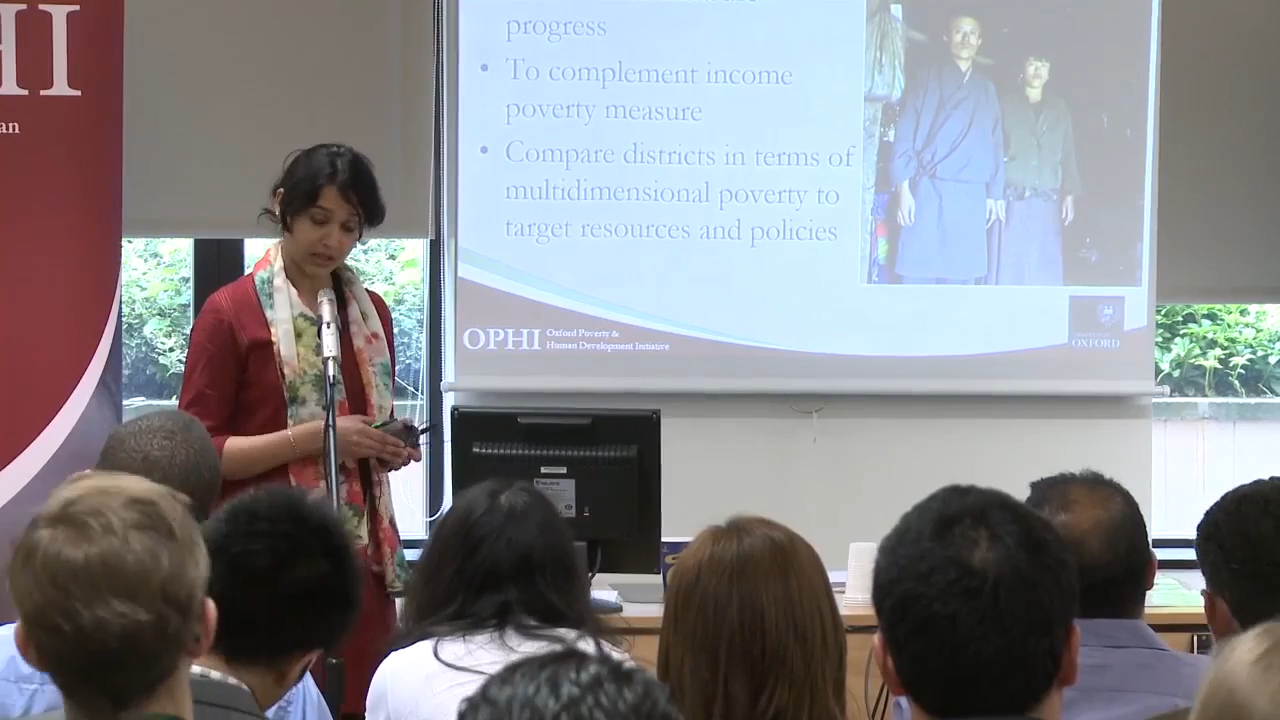 HI
an
progress
• To complement income
poverty measure
• Compare districts in terms of
multidimensional poverty to
target resources and policies
OPHI
Oxford Poverty &
Human Development Initiative
OXFORD